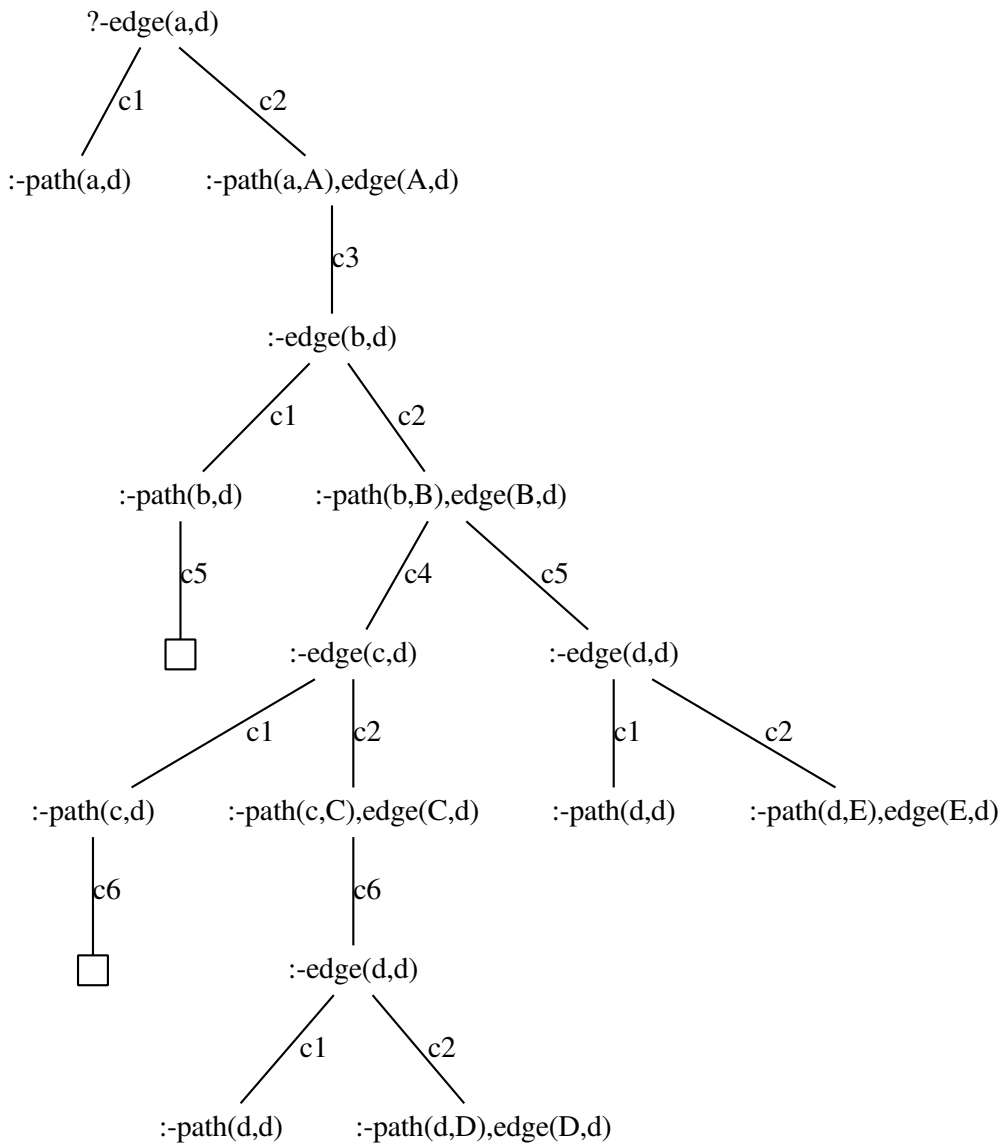 ?-edge(a,d)
c1
c2
:-path(a,d)
:-path(a,A),edge(A,d)
c3
:-edge(b,d)
c1
c2
:-path(b,d)
:-path(b,B),edge(B,d)
c5
c4
c5
:-edge(c,d)
:-edge(d,d)
c1
c2
c1
c2
:-path(c,d)
:-path(c,C),edge(C,d)
:-path(d,d)
:-path(d,E),edge(E,d)
c6
c6
:-edge(d,d)
c1
c2
:-path(d,d)
:-path(d,D),edge(D,d)